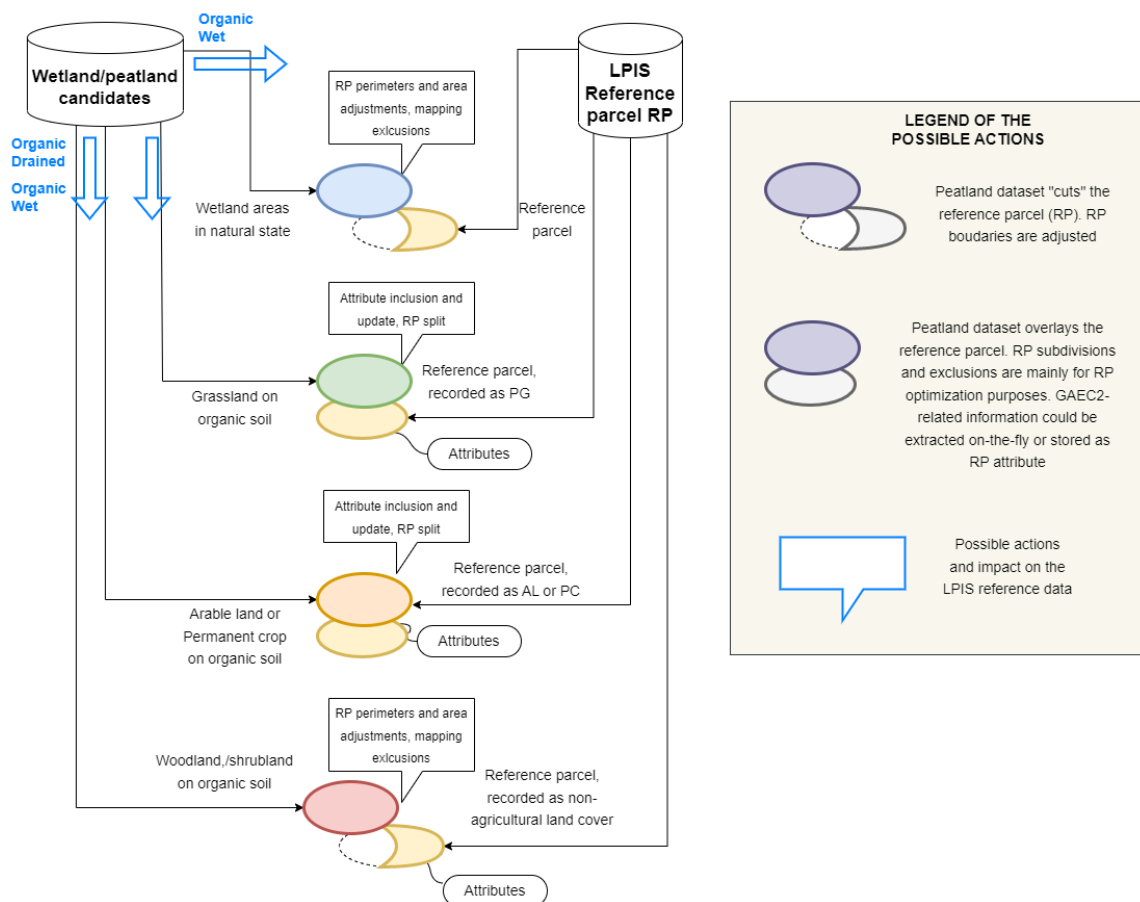 Organic
Wet
Wetland/peatland
candidates
LPIS
Reference
parcel RP
RP perimeters and area
adjustments, mapping
exlcusions
Organic
Drained
Organic
Wet
Wetland areas
in natural state
Reference
parcel
Attribute inclusion and
update, RP split
Grassland on
organic soil
Reference parcel,
recorded as PG
Attributes
Attribute inclusion and
update, RP split
Reference parcel,
recorded as AL or PC
Arable land or
Permanent crop
on organic soil
Attributes
RP perimeters and area
adjustments, mapping
exlcusions
Woodland,/shrubland
on organic soil
Reference parcel,
recorded as non-
agricultural land cover
Attributes
LEGEND OF THE
POSSIBLE ACTIONS
Peatland dataset "cuts" the
reference parcel (RP). RP
boudaries are adjusted
Peatland dataset overlays the
reference parcel. RP subdivisions
and exclusions are mainly for RP
optimization purposes. GAEC2-
related information could be
extracted on-the-fly or stored as
RP attribute
Possible actions
and impact on the
LPIS reference data